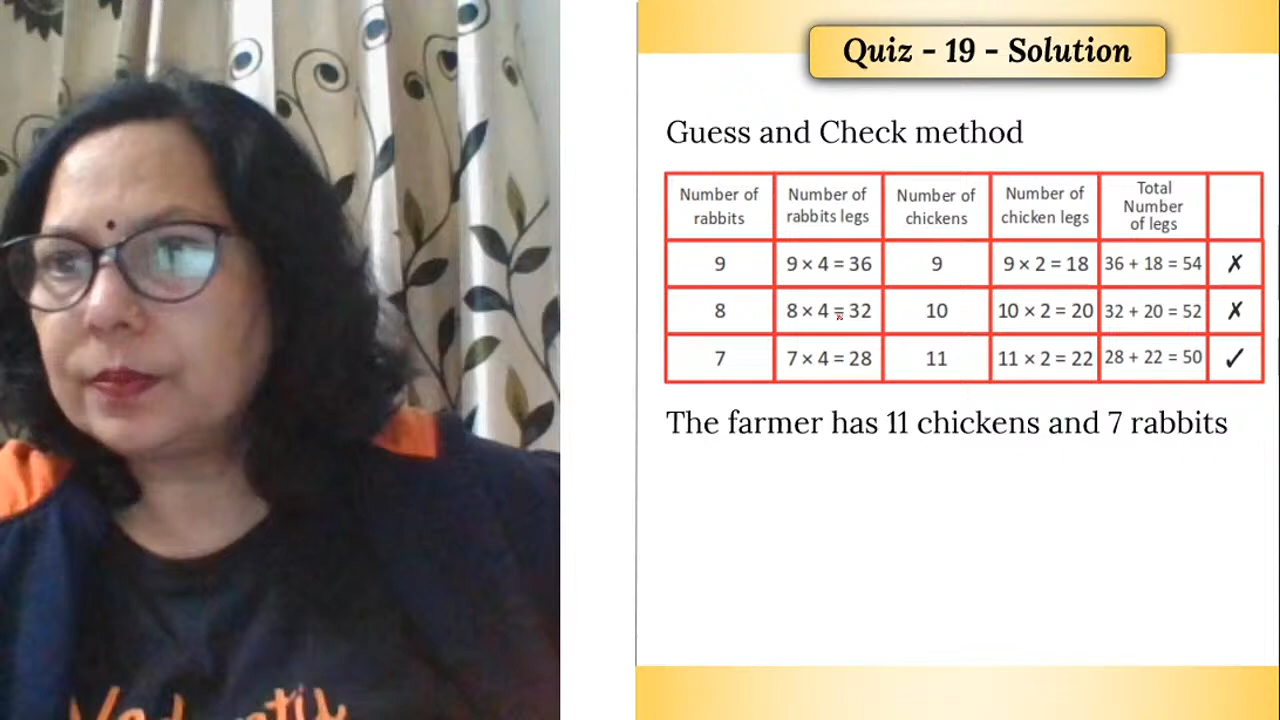 Quiz - 19 - Solution
Guess and Check method
Number of rabbits Number of rabbits legs Number of chickens Number of chicken legs Total Number of legs
9 9 × 4 = 36 9 9 × 2 = 18 36 + 18 = 54 ✗
8 8 × 4 = 32 10 10 × 2 = 20 32 + 20 = 52 ✗
7 7 × 4 = 28 11 11 × 2 = 22 28 + 22 = 50 ✓
The farmer has 11 chickens and 7 rabbits